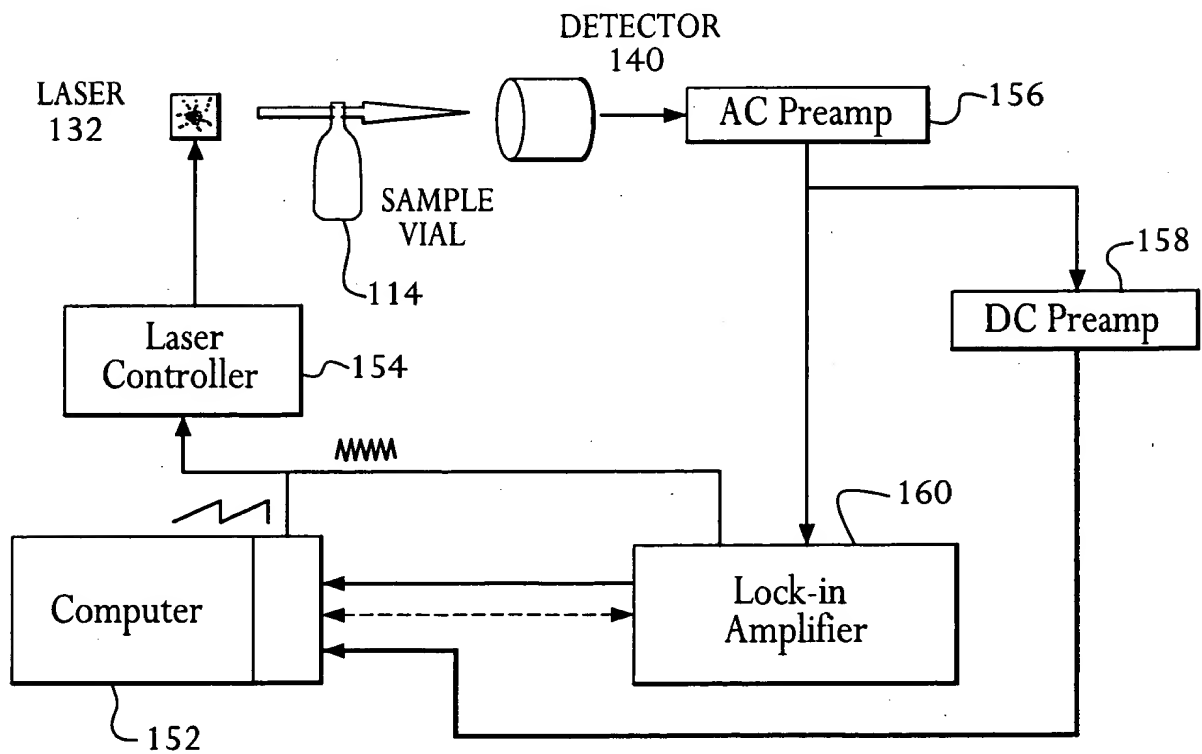 DETECTOR
140
LASER
132
AC Preamp
156
SAMPLE
VIAL
114
158
DC Preamp
Laser
Controller
154
160
Computer
Lock-in
Amplifier
152